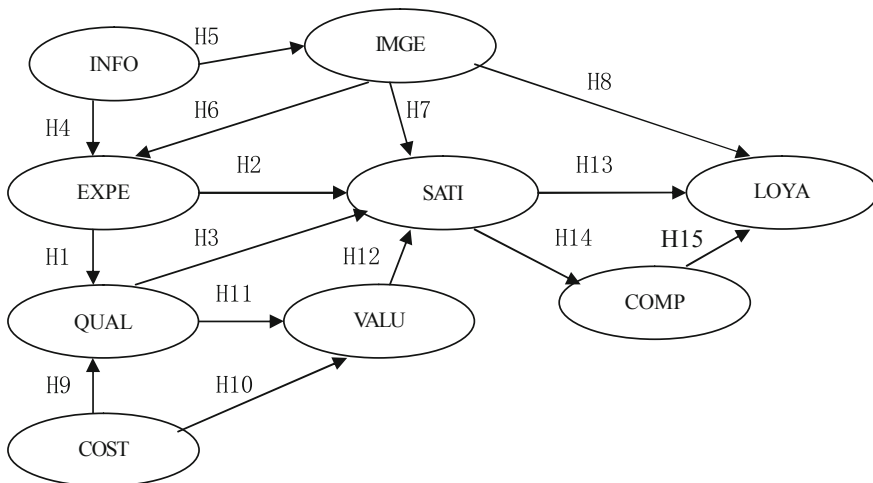 H5
IMGE
INFO
H8
H4
H6
H7
H2
H13
EXPE
SATI
LOYA
H1
H3
H12
H14
H15
H11
QUAL
VALU
COMP
H9
H10
COST